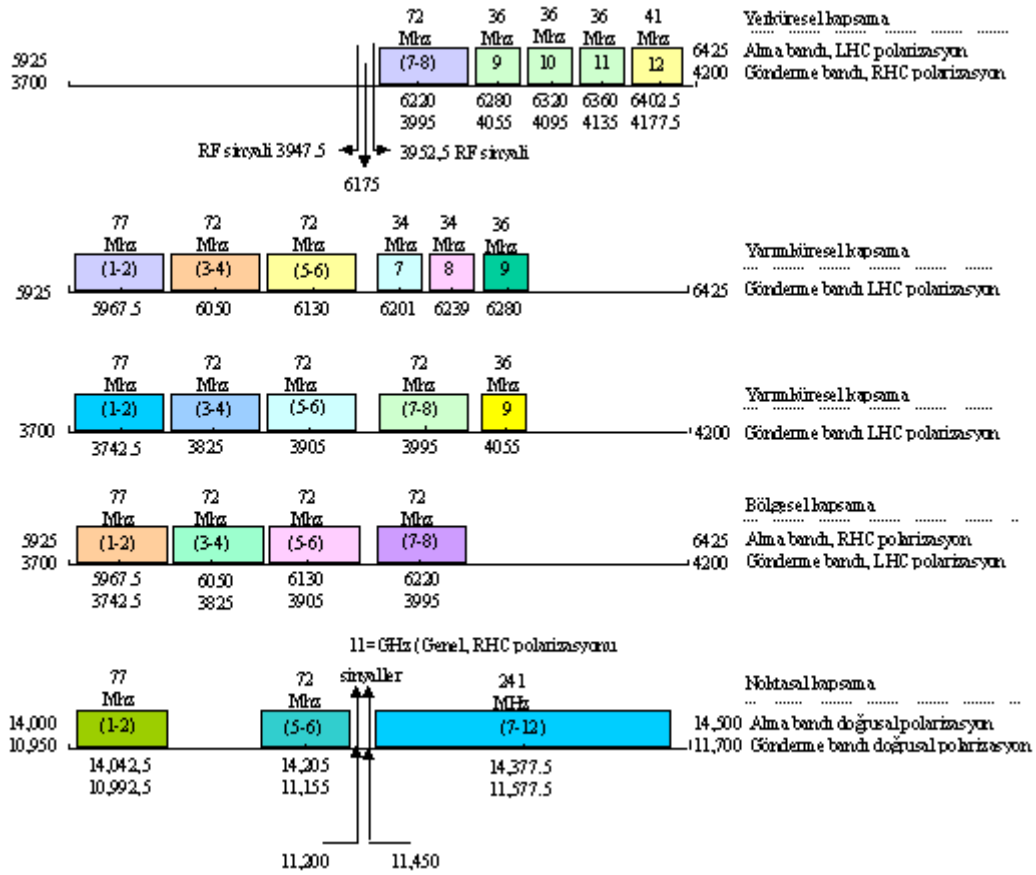 72 36 36 36 41 Yerküresel kapsama
Mhz Mhz Mhz Mhz Mhz
5925 (7-8) 9 10 11 12 6425 Alma bandı, LHC polarizasyon
3700 4200 Gönderme bandı, RHC polarizasyon
6220 6280 6320 6360 6402.5
3995 4055 4095 4135 4177.5
RF sinyali 3947.5 3952,5 RF sinyali
6175
77 72 72 34 34 36
Mhz Mhz Mhz Mhz Mhz Mhz Yarımküresel kapsama
(1-2) (3-4) (5-6) 7 8 9
5925 6425 Gönderme bandı LHC polarizasyon
5967.5 6050 6130 6201 6239 6280
77 72 72 72 36
Mhz Mhz Mhz Mhz Mhz Yarımküresel kapsama
(1-2) (3-4) (5-6) (7-8) 9
3700 4200 Gönderme bandı LHC polarizasyon
3742.5 3825 3905 3995 4055
77 72 72 72 Bölgesel kapsama
Mhz Mhz Mhz Mhz
5925 (1-2) (3-4) (5-6) (7-8) 6425 Alma bandı, RHC polarizasyon
3700 4200 Gönderme bandı, LHC polarizasyon
5967.5 6050 6130 6220
3742.5 3825 3905 3995
11=GHz (Genel, RHC polarizasyonu
sinyaller
77 72 241 Noktasal kapsama
Mhz Mhz MHz
14,000 (1-2) (5-6) (7-12) 14,500 Alma bandı doğrusal polarizasyon
10,950 11,700 Gönderme bandı doğrusal polarizasyon
14,042,5 14,205 14,377.5
10,992,5 11,155 11,577.5
11,200 11,450